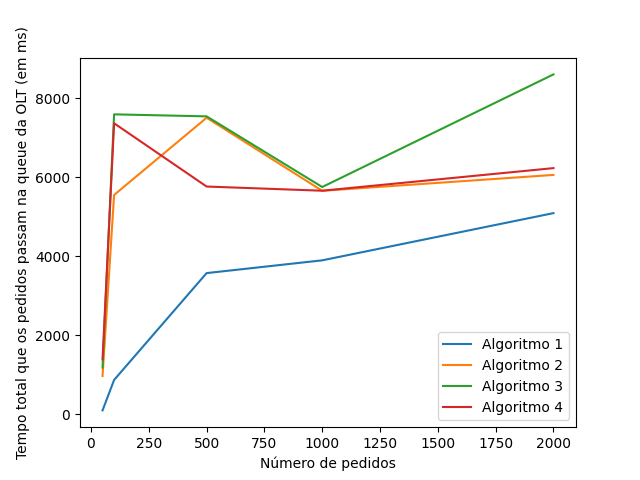 Tempo total que os pedidos passam na queue da OLT (em ms)
8000
6000
4000
2000
0
0 250 500 750 1000 1250 1500 1750 2000
Número de pedidos
Algoritmo 1
Algoritmo 2
Algoritmo 3
Algoritmo 4